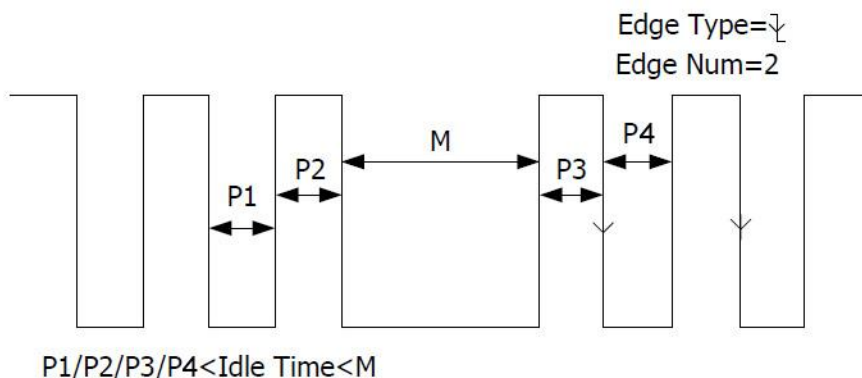 Edge Type=
Edge Num=2
M
P4
P2
P3
P1
P1/P2/P3/P4<Idle Time<M